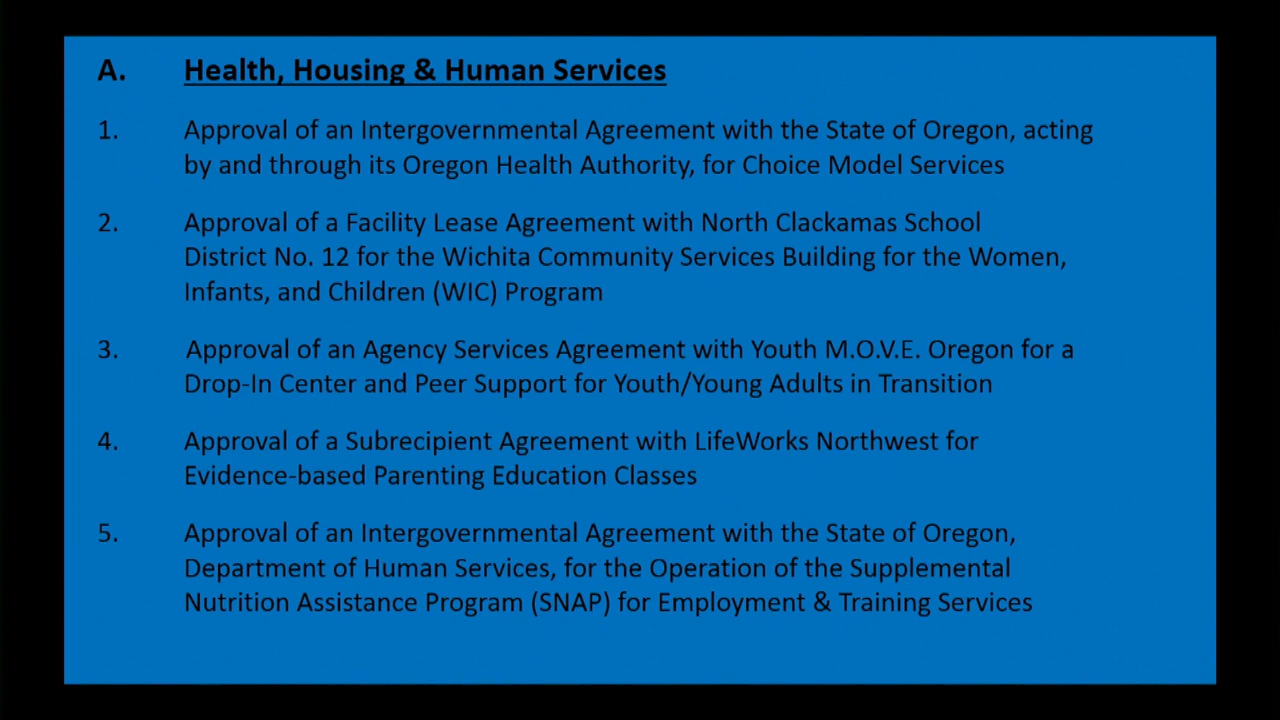 A. Health, Housing & Human Services
1. Approval of an Intergovernmental Agreement with the State of Oregon, acting
by and through its Oregon Health Authority, for Choice Model Services
2. Approval of a Facility Lease Agreement with North Clackamas School
District No. 12 for the Wichita Community Services Building for the Women,
Infants, and Children (WIC) Program
3. Approval of an Agency Services Agreement with Youth M.O.V.E. Oregon for a
Drop-In Center and Peer Support for Youth/Young Adults in Transition
4. Approval of a Subrecipient Agreement with LifeWorks Northwest for
Evidence-based Parenting Education Classes
5. Approval of an Intergovernmental Agreement with the State of Oregon,
Department of Human Services, for the Operation of the Supplemental
Nutrition Assistance Program (SNAP) for Employment & Training Services